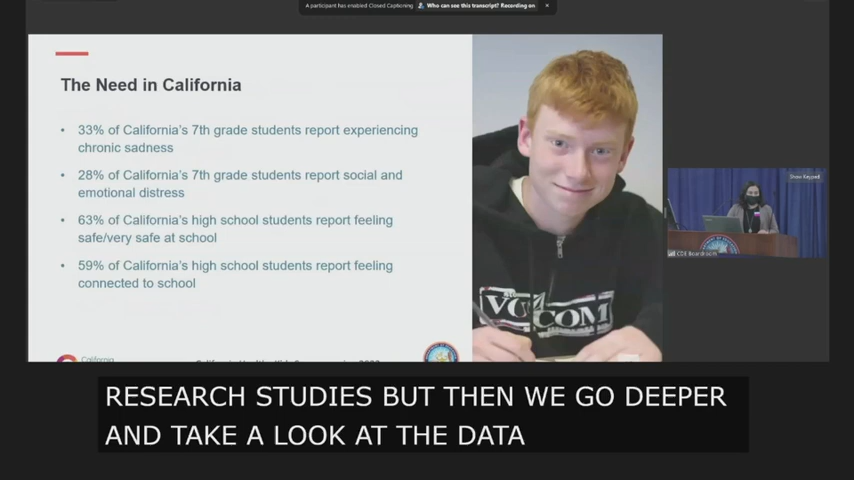 A participant has enabled Closed Captioning
Who can see this transcript? Recording on
The Need in California
• 33% of California's 7th grade students report experiencing
chronic sadness
• 28% of California's 7th grade students report social and
emotional distress
• 63% of California's high school students report feeling
safe/very safe at school
• 59% of California's high school students report feeling
connected to school
VOLCOM
CDE Boardroom
California
RESEARCH STUDIES BUT THEN WE GO DEEPER
AND TAKE A LOOK AT THE DATA